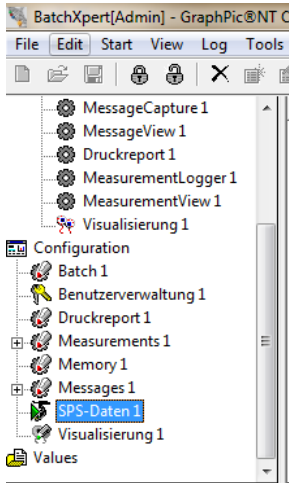 BatchXpert[Admin] - GraphPic®NT C
File Edit Start View Log Tools
MessageCapture 1
MessageView 1
Druckreport 1
MeasurementLogger 1
MeasurementView 1
Visualisierung 1
Configuration
Batch 1
Benutzerverwaltung 1
Druckreport 1
Measurements 1
Memory 1
Messages 1
SPS-Daten 1
Visualisierung 1
Values